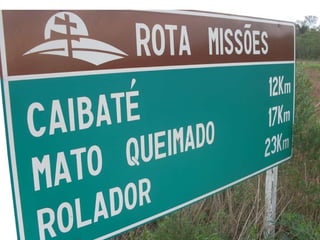 ROTA MISSÕES
CAIBATÉ 12Km
MATO QUEIMADO 17Km
ROLADOR 23Km